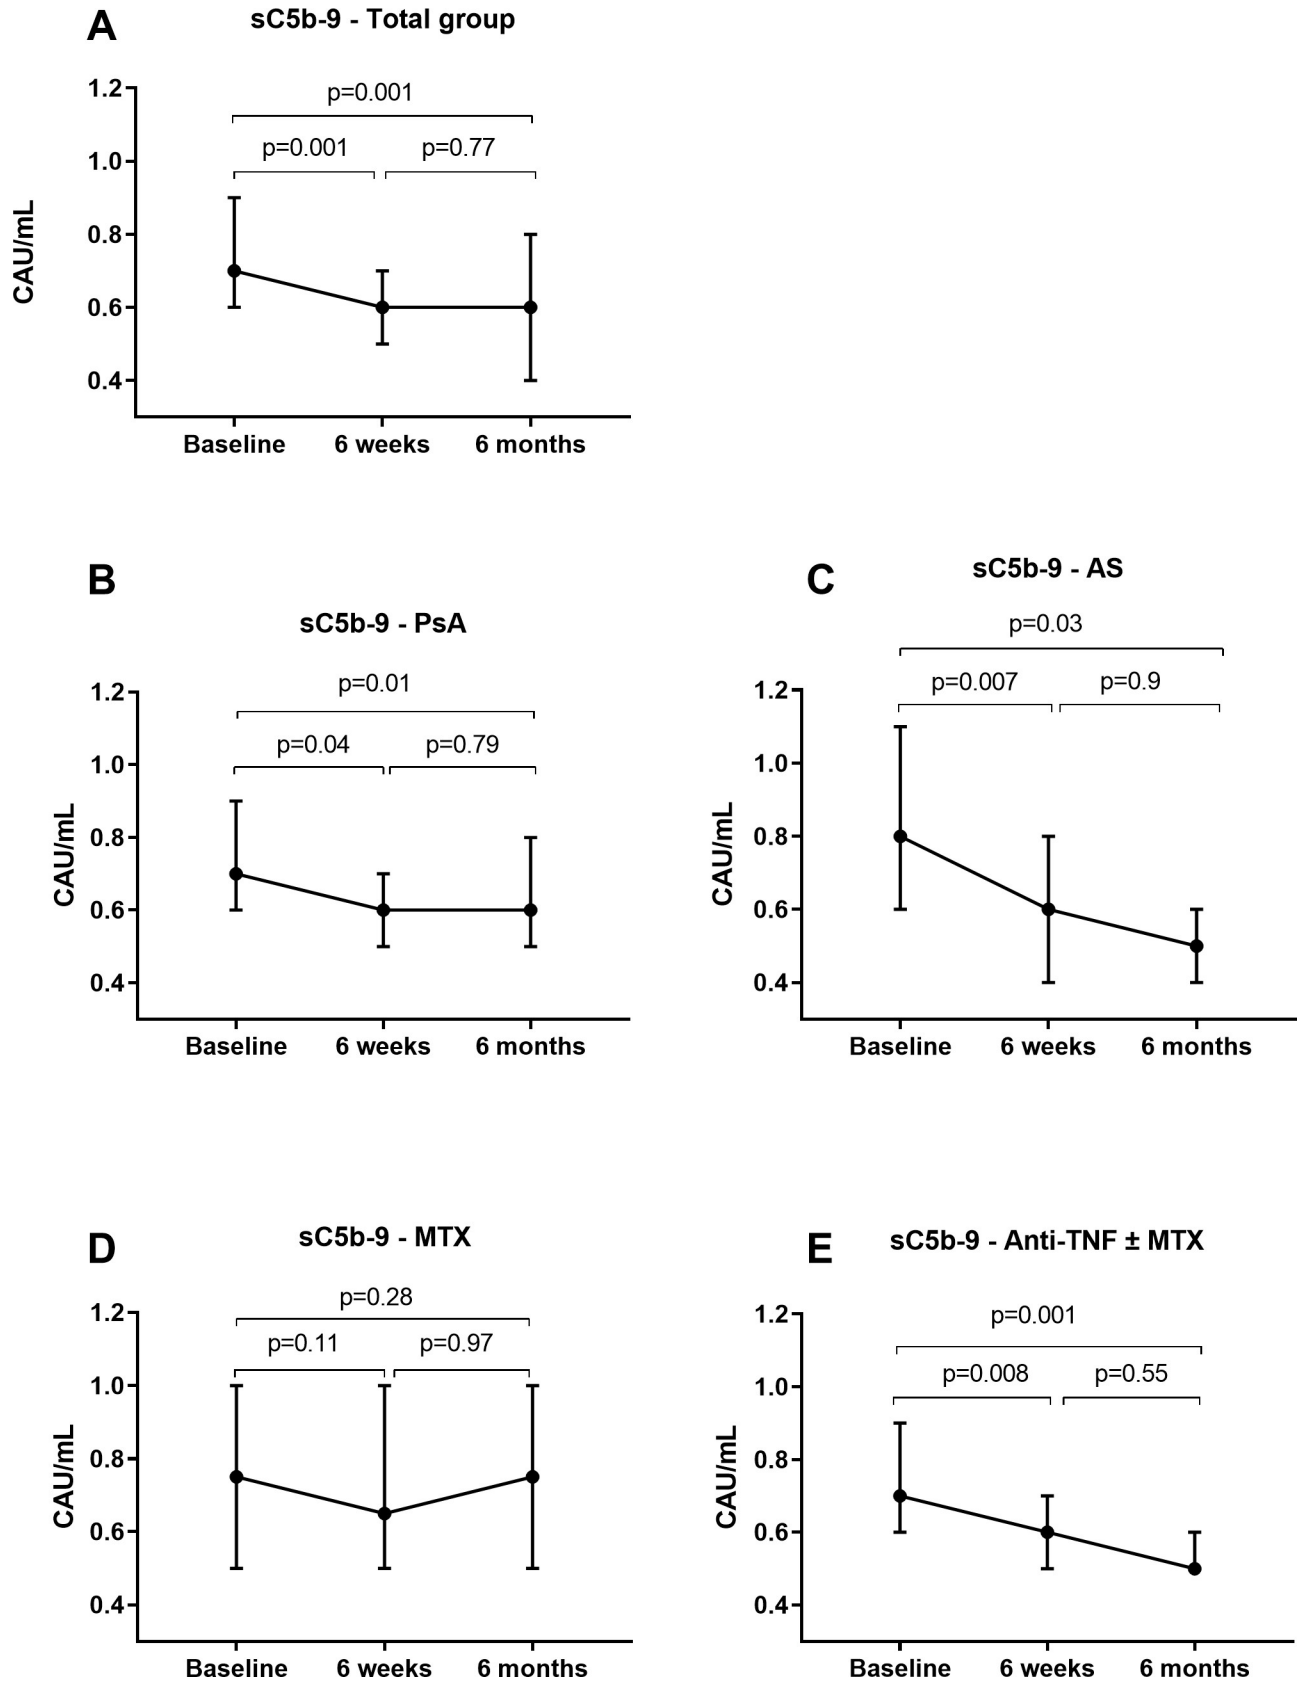 A
sC5b-9 - Total group
p=0.001
p=0.001
p=0.77
CAU/mL
1.2
1.0
0.8
0.6
0.4
Baseline
6 weeks
6 months
B
sC5b-9 - PsA
p=0.01
p=0.04
p=0.79
CAU/mL
1.2
1.0
0.8
0.6
0.4
Baseline
6 weeks
6 months
C
sC5b-9 - AS
p=0.03
p=0.007
p=0.9
CAU/mL
1.2
1.0
0.8
0.6
0.4
Baseline
6 weeks
6 months
D
sC5b-9 - MTX
p=0.28
p=0.11
p=0.97
CAU/mL
1.2
1.0
0.8
0.6
0.4
Baseline
6 weeks
6 months
E
sC5b-9 - Anti-TNF ± MTX
p=0.001
p=0.008
p=0.55
CAU/mL
1.2
1.0
0.8
0.6
0.4
Baseline
6 weeks
6 months